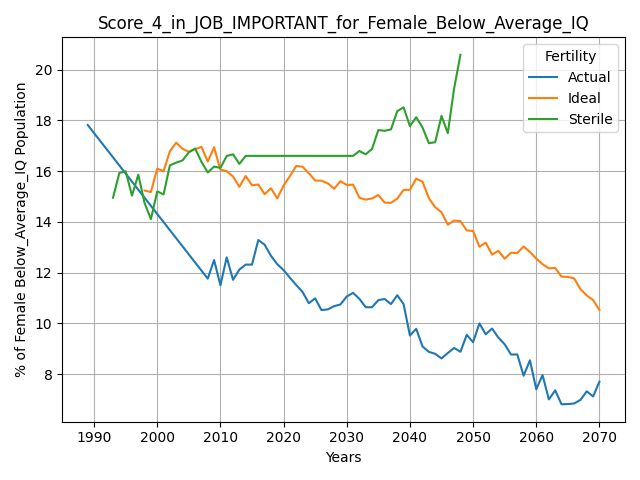 Score_4_in_JOB_IMPORTANT_for_Female_Below_Average_IQ
Fertility
Actual
Ideal
Sterile
% of Female Below_Average_IQ Population
20
18
16
14
12
10
8
1990 2000 2010 2020 2030 2040 2050 2060 2070
Years